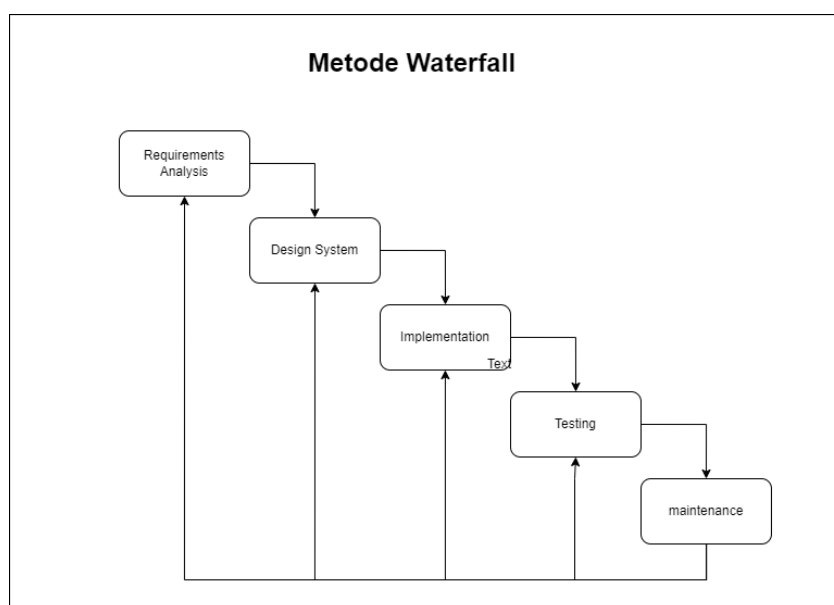 Metode Waterfall
Requirements
Analysis
Design System
Implementation
Text
Testing
maintenance